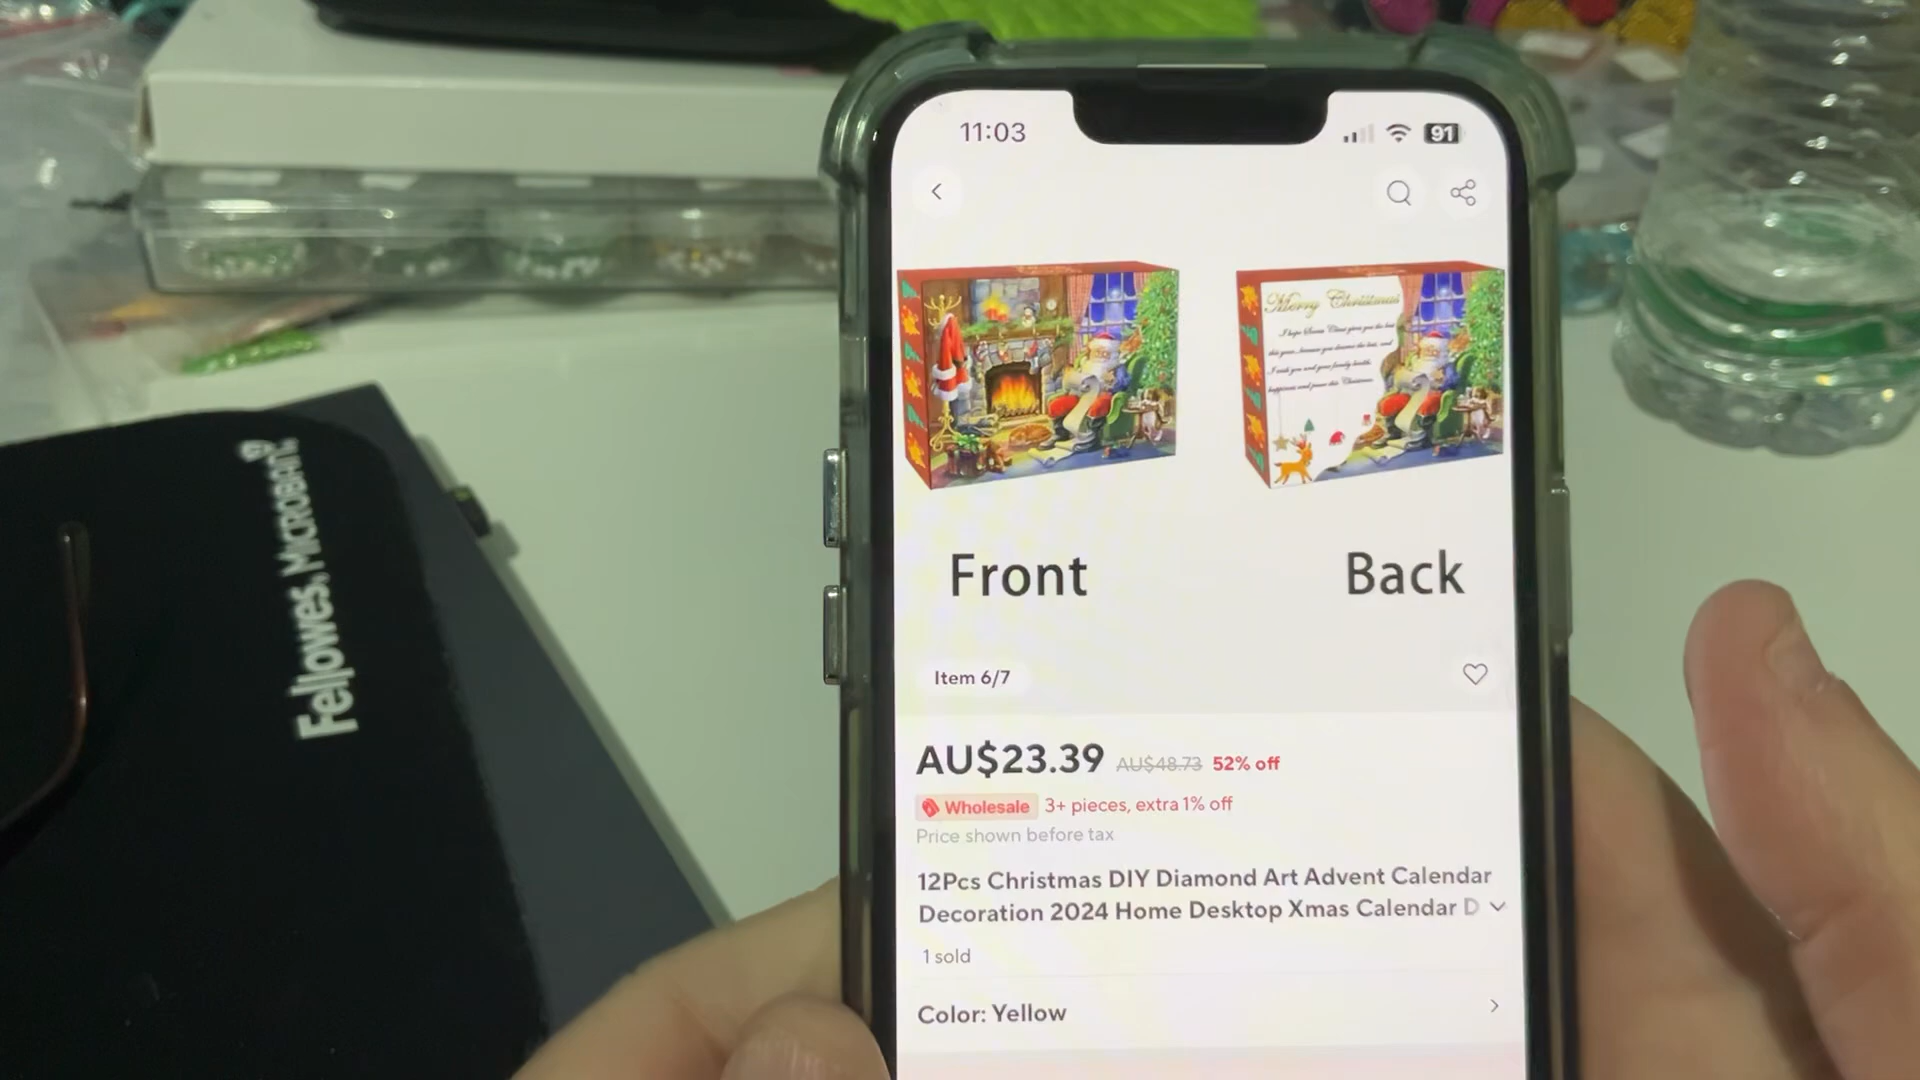 11:03
91
Merry Christmas
Front
Back
Item 6/7
AU$23.39 AU$48.73 52% off
Wholesale 3+ pieces, extra 1% off
Price shown before tax
12Pcs Christmas DIY Diamond Art Advent Calendar
Decoration 2024 Home Desktop Xmas Calendar D
1 sold
Color: Yellow
Fellowes. MICROBAN